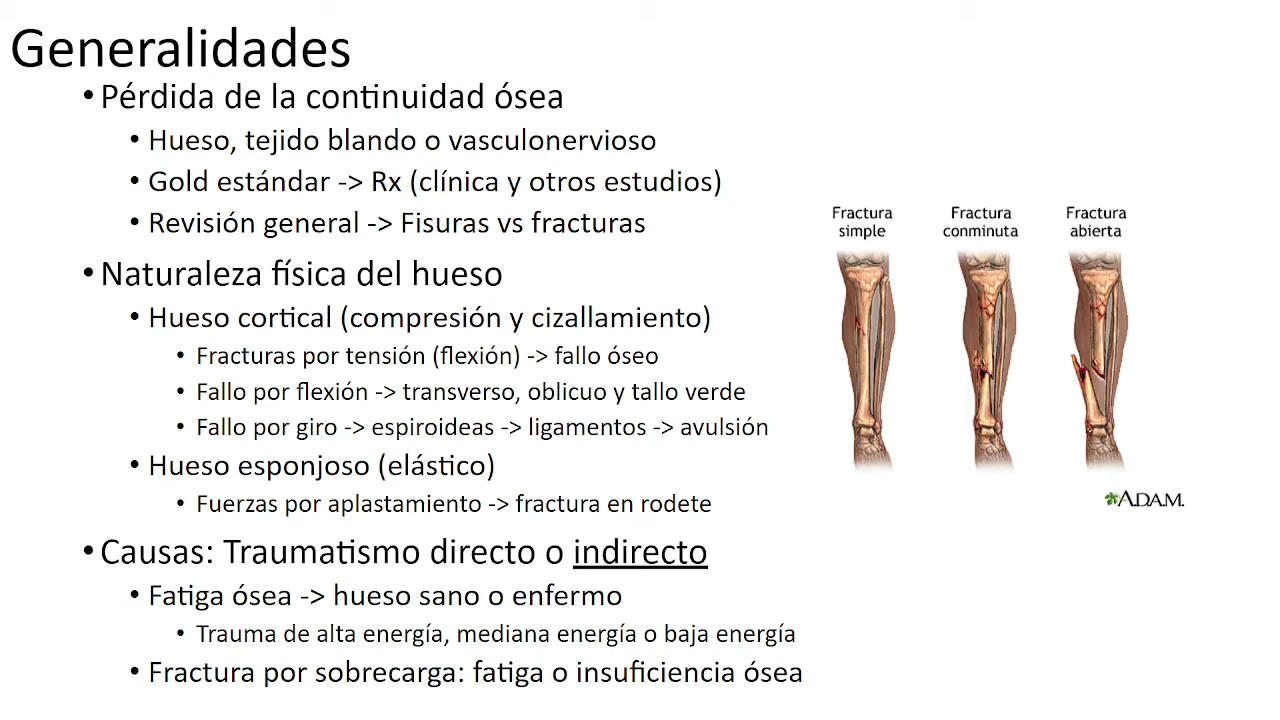 Generalidades
• Pérdida de la continuidad ósea
• Hueso, tejido blando o vasculonervioso
• Gold estándar -> Rx (clínica y otros estudios)
• Revisión general -> Fisuras vs fracturas
• Naturaleza física del hueso
• Hueso cortical (compresión y cizallamiento)
• Fracturas por tensión (flexión) -> fallo óseo
• Fallo por flexión -> transverso, oblicuo y tallo verde
• Fallo por giro -> espiroideas -> ligamentos -> avulsión
• Hueso esponjoso (elástico)
• Fuerzas por aplastamiento -> fractura en rodete
• Causas: Traumatismo directo o indirecto
• Fatiga ósea -> hueso sano o enfermo
• Trauma de alta energía, mediana energía o baja energía
• Fractura por sobrecarga: fatiga o insuficiencia ósea
Fractura
simple
Fractura
conminuta
Fractura
abierta
A.D.A.M.